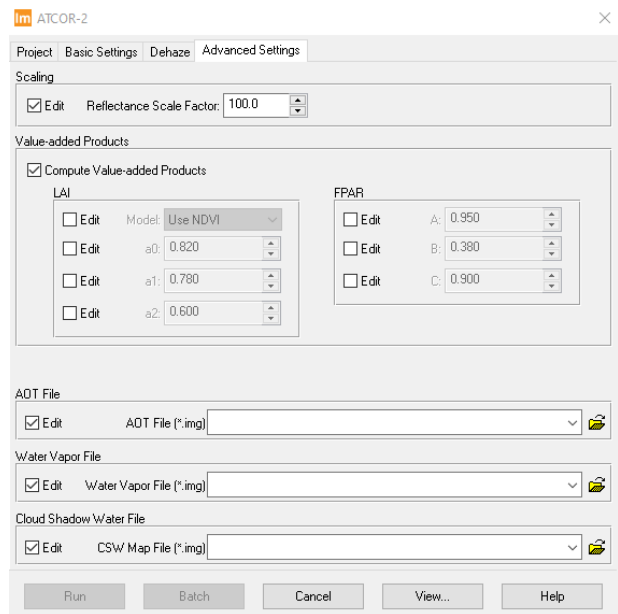 Im ATCOR-2
Project Basic Settings Dehaze Advanced Settings
Scaling
Edit Reflectance Scale Factor: 100.0
Value-added Products
Compute Value-added Products
LAI
Edit Model: Use NDVI
Edit a0: 0.820
Edit a1: 0.780
Edit a2: 0.600
FPAR
Edit A: 0.950
Edit B: 0.380
Edit C: 0.900
AOT File
Edit AOT File (*.img)
Water Vapor File
Edit Water Vapor File (*.img)
Cloud Shadow Water File
Edit CSW Map File (*.img)
Run Batch Cancel View... Help